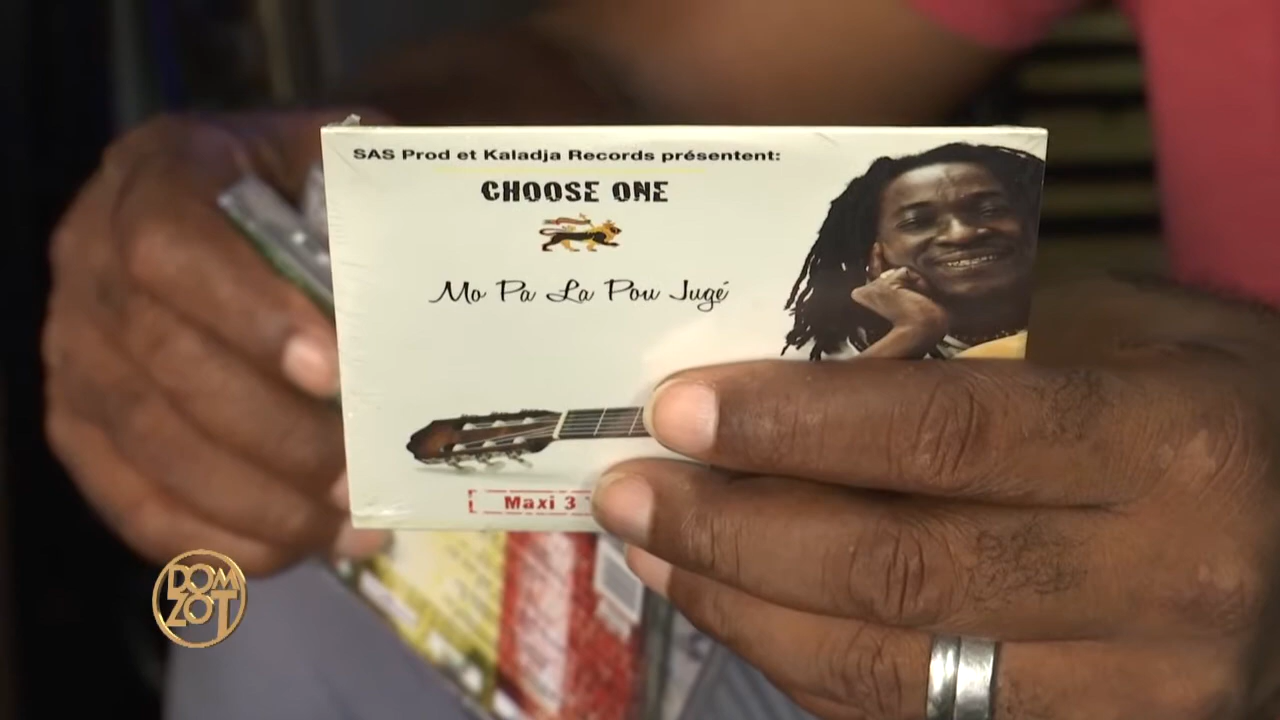 SAS Prod et Kaladja Records présentent:
CHOOSE ONE
Mo Pa La Pou Jugé
Maxi 3
DOM
ZOT